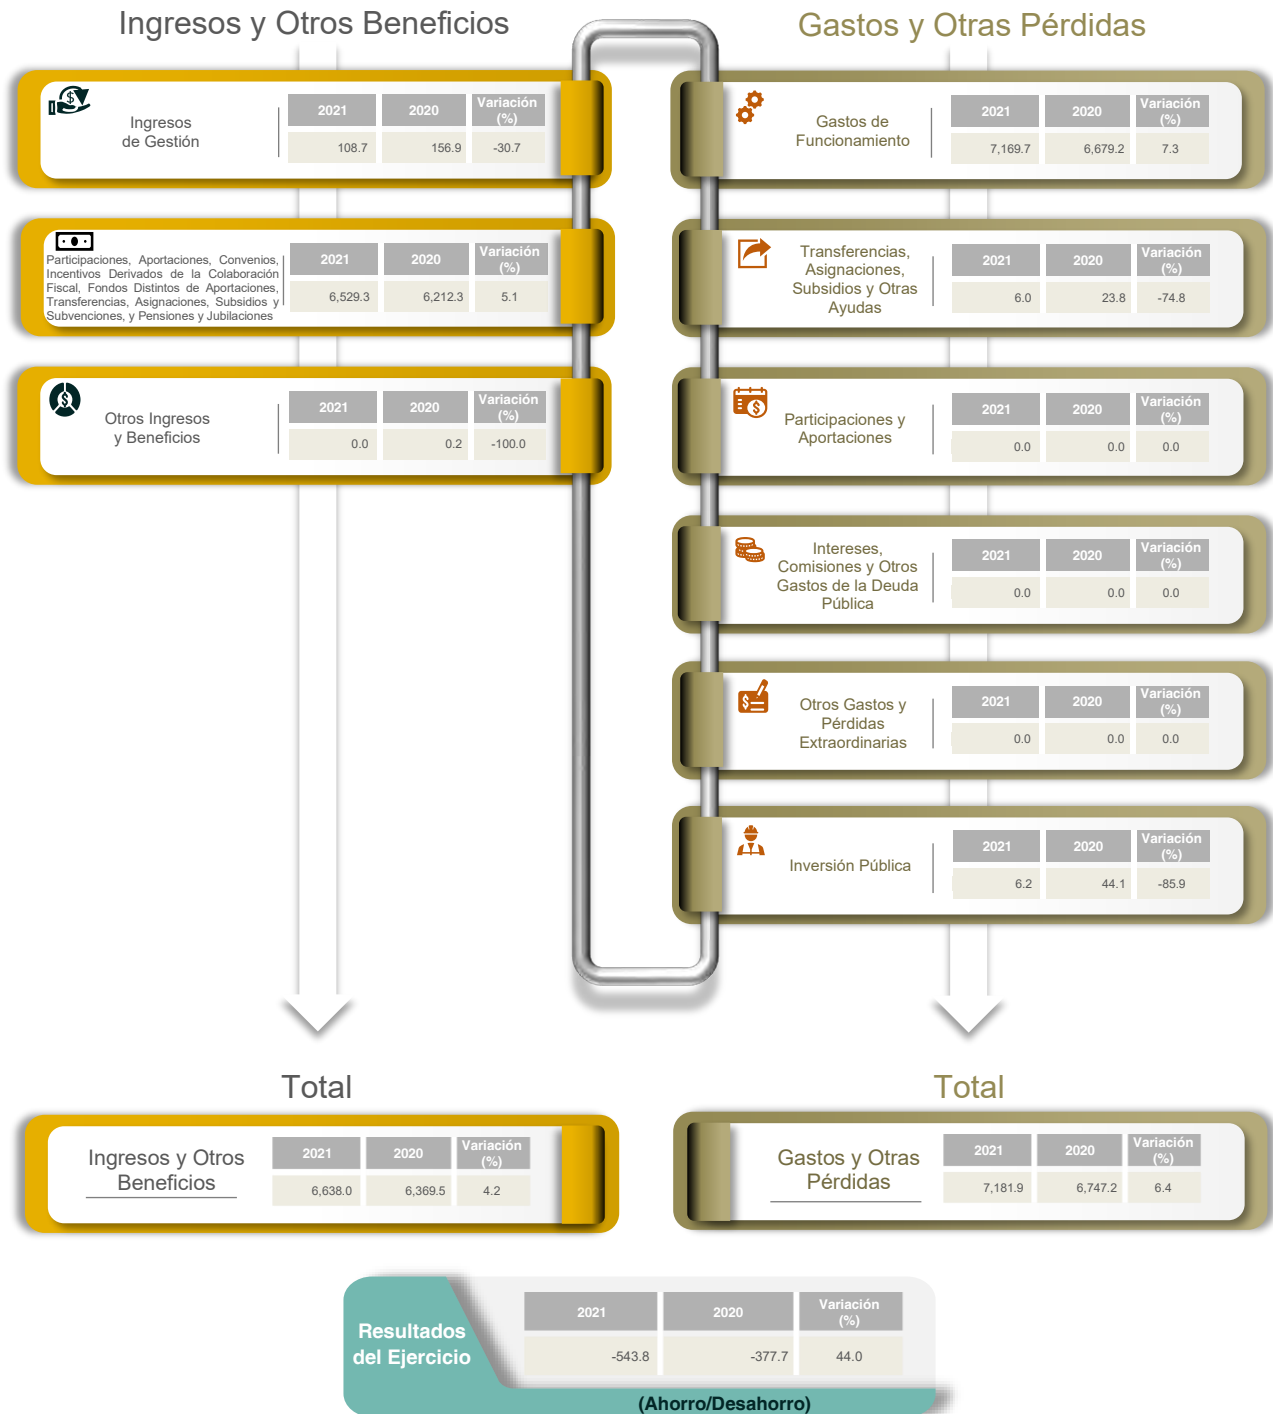 Ingresos y Otros Beneficios
Ingresos
de Gestión
2021 2020 Variación (%)
108.7 156.9 -30.7
Participaciones, Aportaciones, Convenios,
Incentivos Derivados de la Colaboración
Fiscal, Fondos Distintos de Aportaciones,
Transferencias, Asignaciones, Subsidios y
Subvenciones, y Pensiones y Jubilaciones
2021 2020 Variación (%)
6,529.3 6,212.3 5.1
Otros Ingresos
y Beneficios
2021 2020 Variación (%)
0.0 0.2 -100.0
Gastos y Otras Pérdidas
Gastos de
Funcionamiento
2021 2020 Variación (%)
7,169.7 6,679.2 7.3
Transferencias,
Asignaciones,
Subsidios y Otras
Ayudas
2021 2020 Variación (%)
6.0 23.8 -74.8
Participaciones y
Aportaciones
2021 2020 Variación (%)
0.0 0.0 0.0
Intereses,
Comisiones y Otros
Gastos de la Deuda
Pública
2021 2020 Variación (%)
0.0 0.0 0.0
Otros Gastos y
Pérdidas
Extraordinarias
2021 2020 Variación (%)
0.0 0.0 0.0
Inversión Pública
2021 2020 Variación (%)
6.2 44.1 -85.9
Total
Ingresos y Otros
Beneficios
2021 2020 Variación (%)
6,638.0 6,369.5 4.2
Total
Gastos y Otras
Pérdidas
2021 2020 Variación (%)
7,181.9 6,747.2 6.4
Resultados
del Ejercicio
2021 2020 Variación (%)
-543.8 -377.7 44.0
(Ahorro/Desahorro)